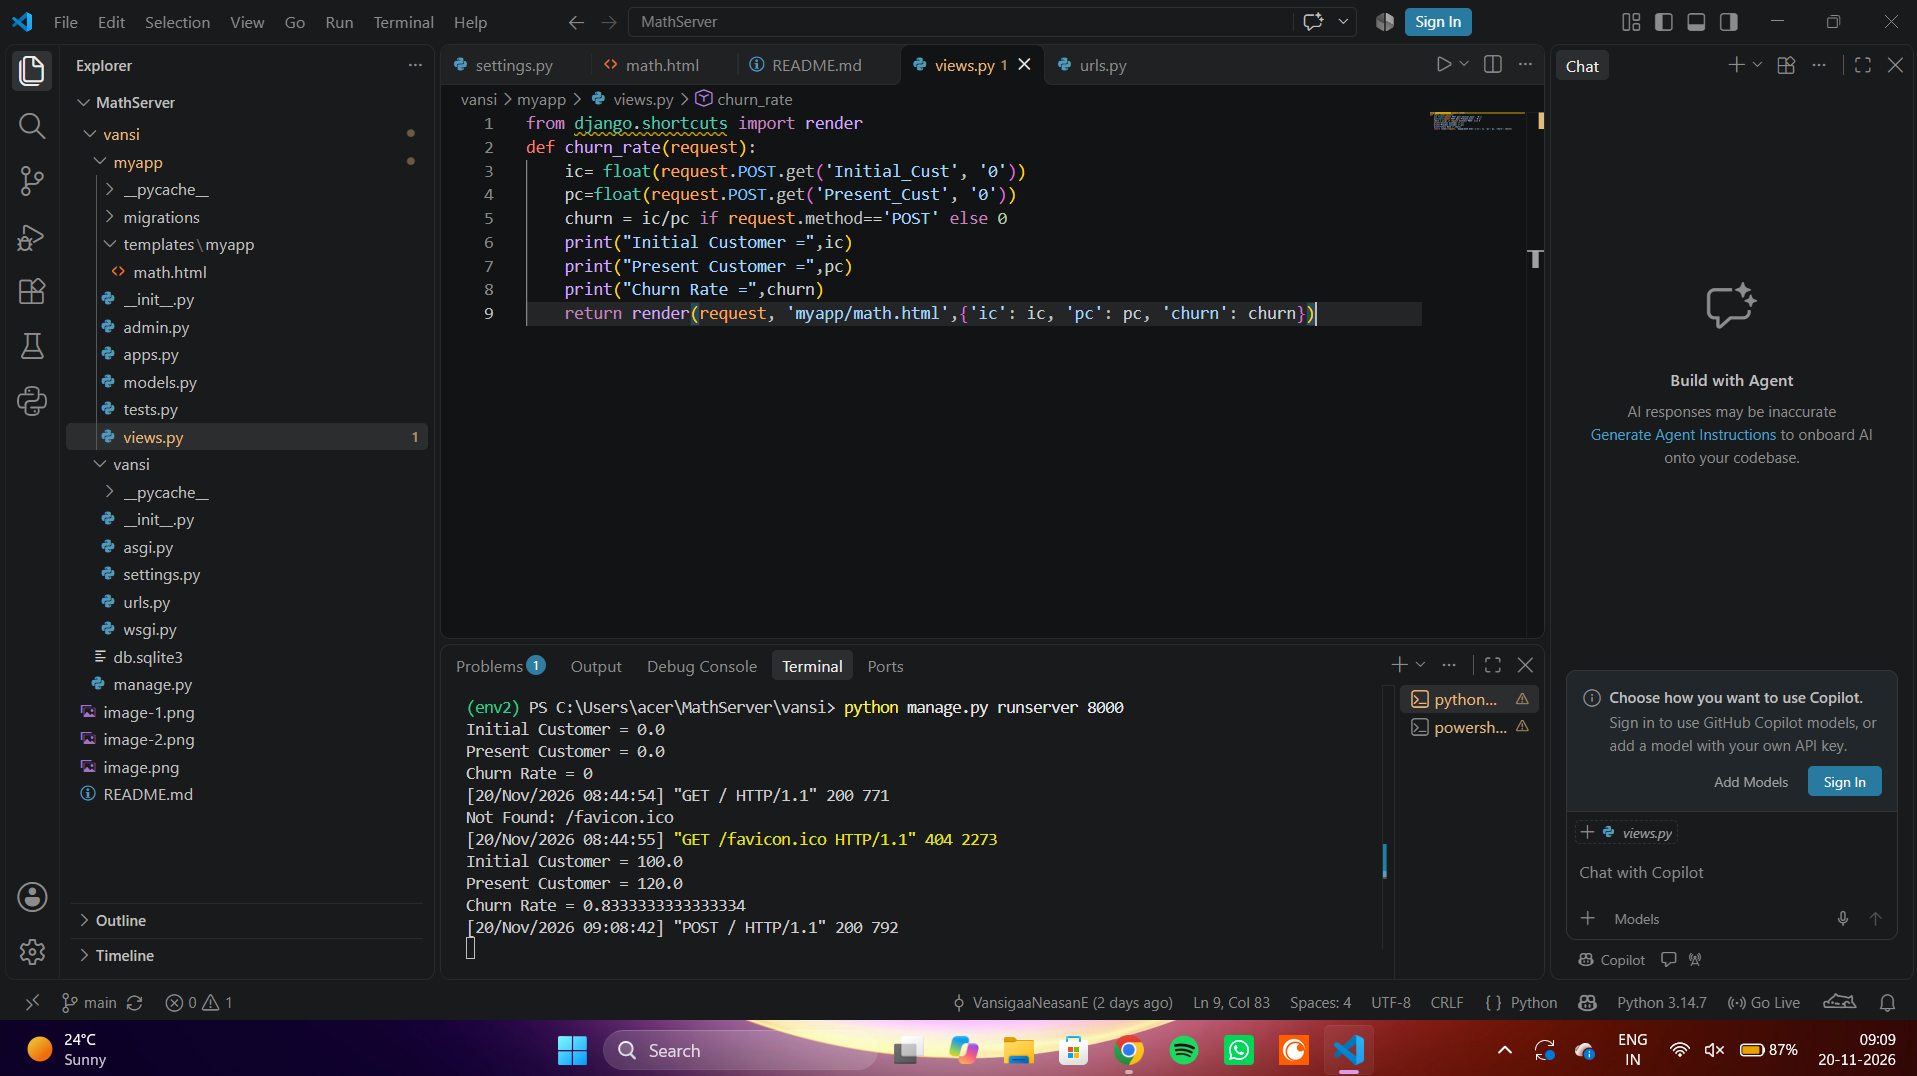 File Edit Selection View Go Run Terminal Help
MathServer
Sign In
Explorer
MathServer
vansi
myapp
__pycache__
migrations
templates\myapp
math.html
__init__.py
admin.py
apps.py
models.py
tests.py
views.py 1
vansi
__pycache__
__init__.py
asgi.py
settings.py
urls.py
wsgi.py
db.sqlite3
manage.py
image-1.png
image-2.png
image.png
README.md
Outline
Timeline
settings.py math.html README.md views.py 1 urls.py
vansi > myapp > views.py > churn_rate
1 from django.shortcuts import render
2 def churn_rate(request):
3 ic= float(request.POST.get('Initial_Cust', '0'))
4 pc=float(request.POST.get('Present_Cust', '0'))
5 churn = ic/pc if request.method=='POST' else 0
6 print("Initial Customer =",ic)
7 print("Present Customer =",pc)
8 print("Churn Rate =",churn)
9 return render(request, 'myapp/math.html',{'ic': ic, 'pc': pc, 'churn': churn})
Problems 1 Output Debug Console Terminal Ports
(env2) PS C:\Users\acer\MathServer\vansi> python manage.py runserver 8000
Initial Customer = 0.0
Present Customer = 0.0
Churn Rate = 0
[20/Nov/2026 08:44:54] "GET / HTTP/1.1" 200 771
Not Found: /favicon.ico
[20/Nov/2026 08:44:55] "GET /favicon.ico HTTP/1.1" 404 2273
Initial Customer = 100.0
Present Customer = 120.0
Churn Rate = 0.8333333333333334
[20/Nov/2026 09:08:42] "POST / HTTP/1.1" 200 792
python...
powersh...
Chat
Build with Agent
AI responses may be inaccurate
Generate Agent Instructions to onboard AI
onto your codebase.
Choose how you want to use Copilot.
Sign in to use GitHub Copilot models, or
add a model with your own API key.
Add Models Sign In
views.py
Chat with Copilot
Models
Copilot
main 0 1 VansigaaNeasanE (2 days ago) Ln 9, Col 83 Spaces: 4 UTF-8 CRLF { } Python Python 3.14.7 Go Live
24°C
Sunny
Search
ENG
IN
87%
09:09
20-11-2026